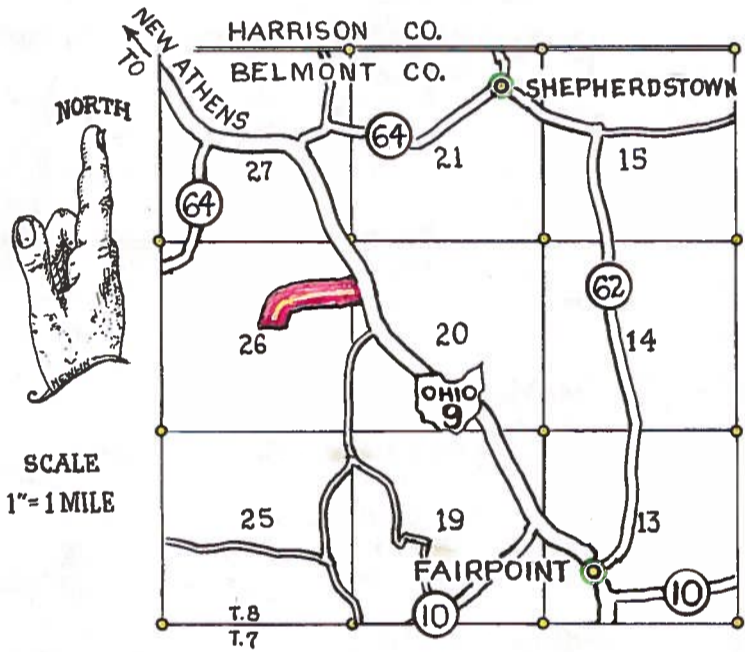 HARRISON CO.
BELMONT CO.
TO
NEW ATHENS
NORTH
SHEPHERDSTOWN
64
27
21
15
64
62
26
20
14
OHIO
9
NEWLIN
SCALE
1"=1 MILE
25
19
13
FAIRPOINT
10
10
T.8
T.7